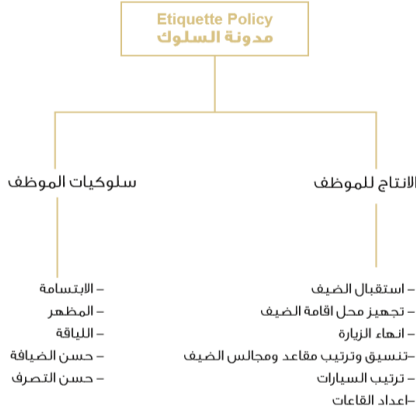 Etiquette Policy
مدونة السلوك
الانتاج للموظف
– استقبال الضيف
– تجهيز محل اقامة الضيف
– انهاء الزيارة
–تنسيق وترتيب مقاعد ومجالس الضيف
– ترتيب السيارات
–اعداد القاعات
سلوكيات الموظف
– الابتسامة
– المظهر
– اللياقة
– حسن الضيافة
– حسن التصرف